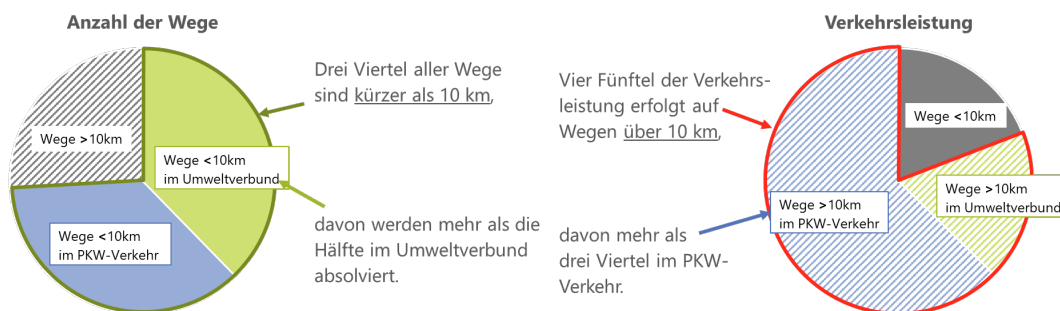 Anzahl der Wege
Wege >10km
Wege <10km
im Umweltverbund
Wege <10km
im PKW-Verkehr
Drei Viertel aller Wege
sind kürzer als 10 km,
davon werden mehr als die
Hälfte im Umweltverbund
absolviert.
Verkehrsleistung
Vier Fünftel der Verkehrs-
leistung erfolgt auf
Wegen über 10 km,
davon mehr als
drei Viertel im PKW-
Verkehr.
Wege <10km
Wege >10km
im Umweltverbund
Wege >10km
im PKW-Verkehr